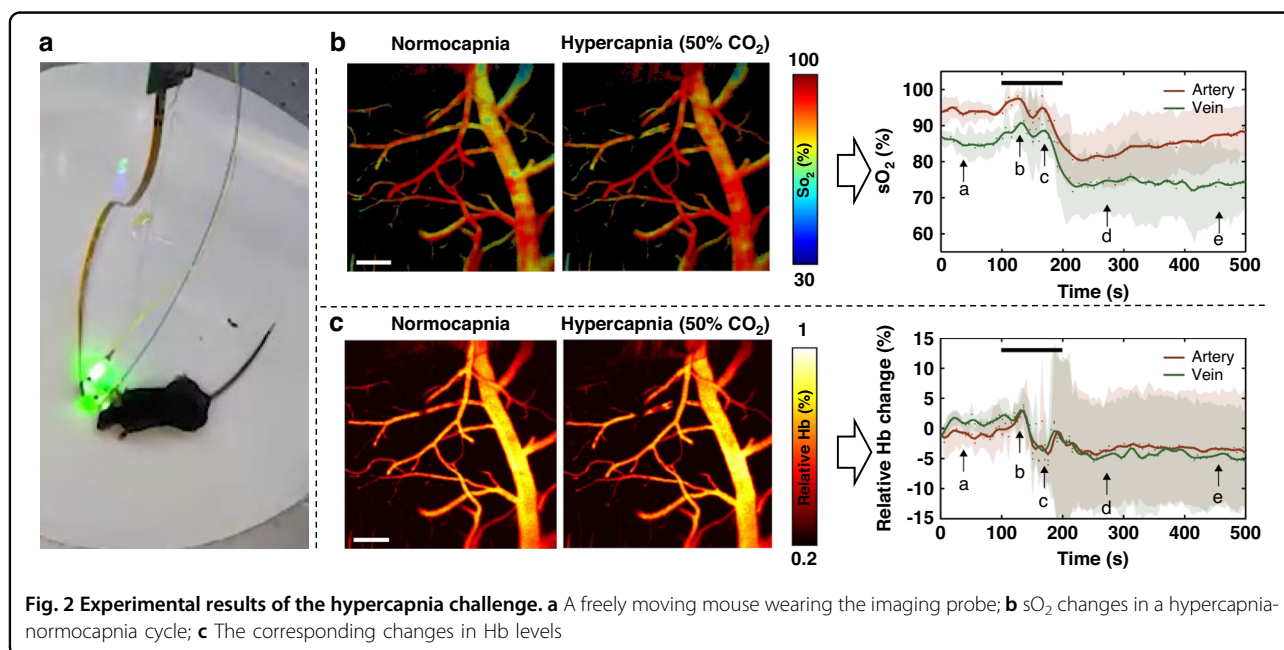 a
b
Normocapnia
Hypercapnia (50% CO₂)
100
So₂ (%)
30
sO₂ (%)
100
90
80
70
60
Artery
Vein
a
b
c
d
e
0
100
200
300
400
500
Time (s)
c
Normocapnia
Hypercapnia (50% CO₂)
1
Relative Hb (%)
0.2
Relative Hb change (%)
15
10
5
0
-5
-10
-15
Artery
Vein
a
b
c
d
e
0
100
200
300
400
500
Time (s)
Fig. 2 Experimental results of the hypercapnia challenge. a A freely moving mouse wearing the imaging probe; b sO₂ changes in a hypercapnia-
normocapnia cycle; c The corresponding changes in Hb levels